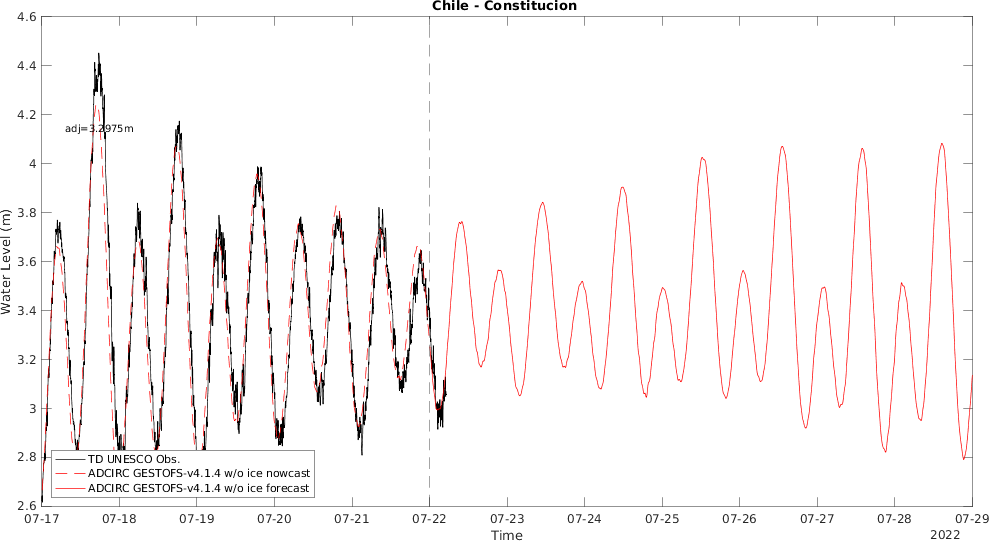 Chile - Constitucion
4.6
4.4
4.2
4
3.8
3.6
3.4
3.2
3
2.8
2.6
Water Level (m)
adj=3.2975m
TD UNESCO Obs.
ADCIRC GESTOFS-v4.1.4 w/o ice nowcast
ADCIRC GESTOFS-v4.1.4 w/o ice forecast
07-17 07-18 07-19 07-20 07-21 07-22 07-23 07-24 07-25 07-26 07-27 07-28 07-29
Time
2022